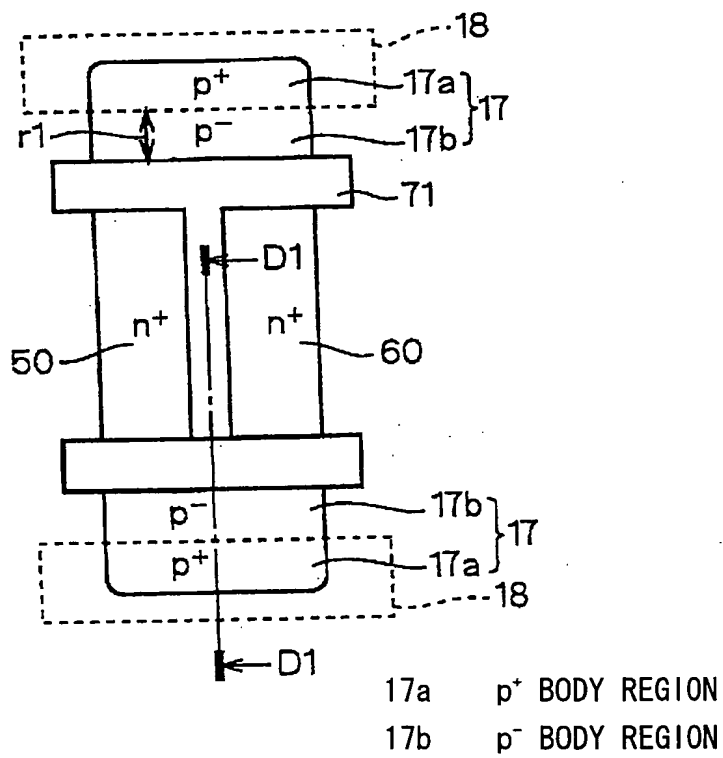 18
p+ 17a
17
r1 p- 17b
71
D1
n+ n+
50 60
p- 17b
17
p+ 17a
18
D1
17a p+ BODY REGION
17b p- BODY REGION